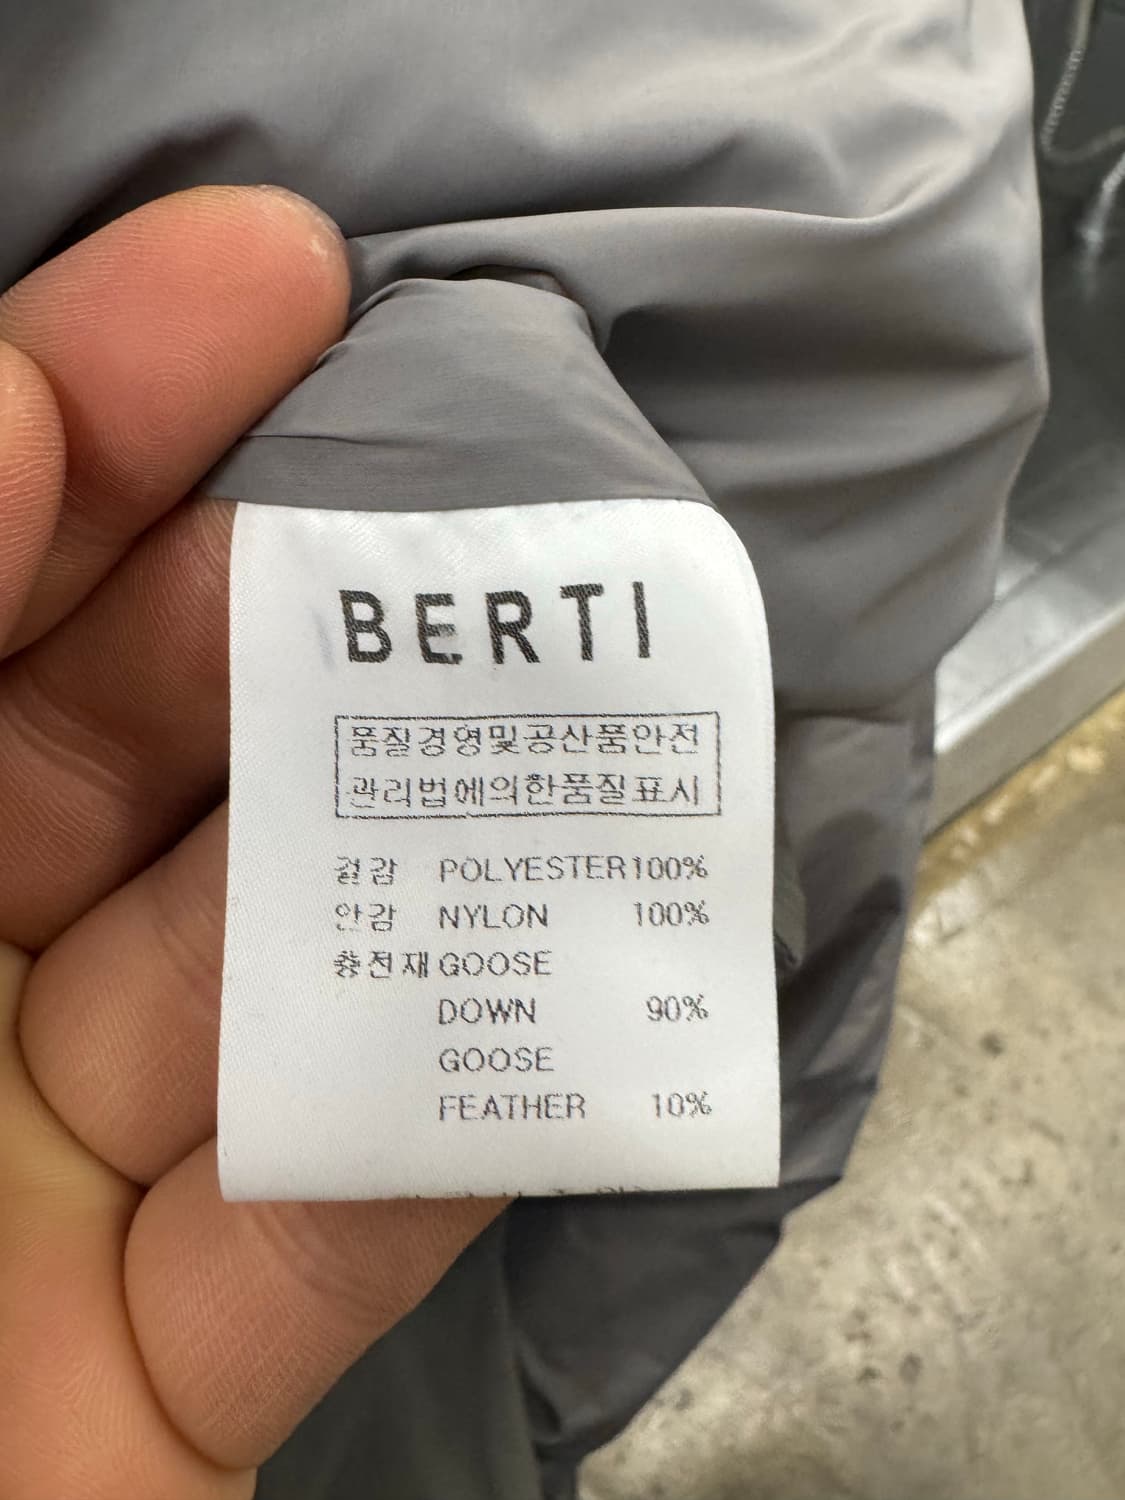 BERTI
품질경영및공산품안전
관리법에의한품질표시
겉감 POLYESTER100%
안감 NYLON 100%
충전재 GOOSE
DOWN 90%
GOOSE
FEATHER 10%